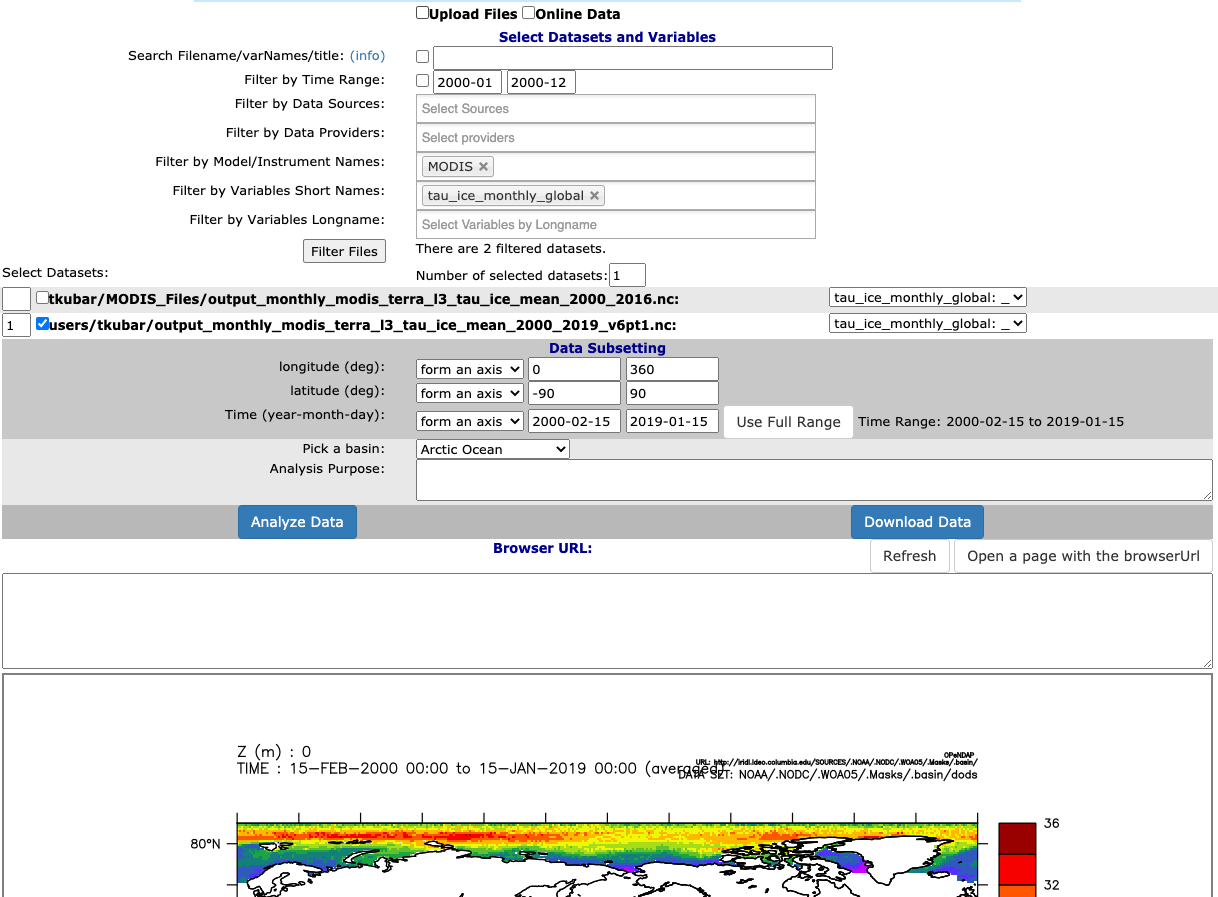 Upload Files Online Data
Select Datasets and Variables
Search Filename/varNames/title: (info)
Filter by Time Range: 2000-01 2000-12
Filter by Data Sources: Select Sources
Filter by Data Providers: Select providers
Filter by Model/Instrument Names: MODIS ×
Filter by Variables Short Names: tau_ice_monthly_global ×
Filter by Variables Longname: Select Variables by Longname
Filter Files There are 2 filtered datasets.
Select Datasets: Number of selected datasets: 1
tkubar/MODIS_Files/output_monthly_modis_terra_l3_tau_ice_mean_2000_2016.nc: tau_ice_monthly_global: _
1 users/tkubar/output_monthly_modis_terra_l3_tau_ice_mean_2000_2019_v6pt1.nc: tau_ice_monthly_global: _
Data Subsetting
longitude (deg): form an axis 0 360
latitude (deg): form an axis -90 90
Time (year-month-day): form an axis 2000-02-15 2019-01-15 Use Full Range Time Range: 2000-02-15 to 2019-01-15
Pick a basin: Arctic Ocean
Analysis Purpose:
Analyze Data Download Data
Browser URL: Refresh Open a page with the browserUrl
Z (m) : 0
OPeNDAP
URL: http://iridl.ldeo.columbia.edu/SOURCES/.NOAA/.NODC/.WOA05/.Masks/.basin/
TIME : 15-FEB-2000 00:00 to 15-JAN-2019 00:00 (averaged)
DATA SET: NOAA/.NODC/.WOA05/.Masks/.basin/dods
36
80°N
32